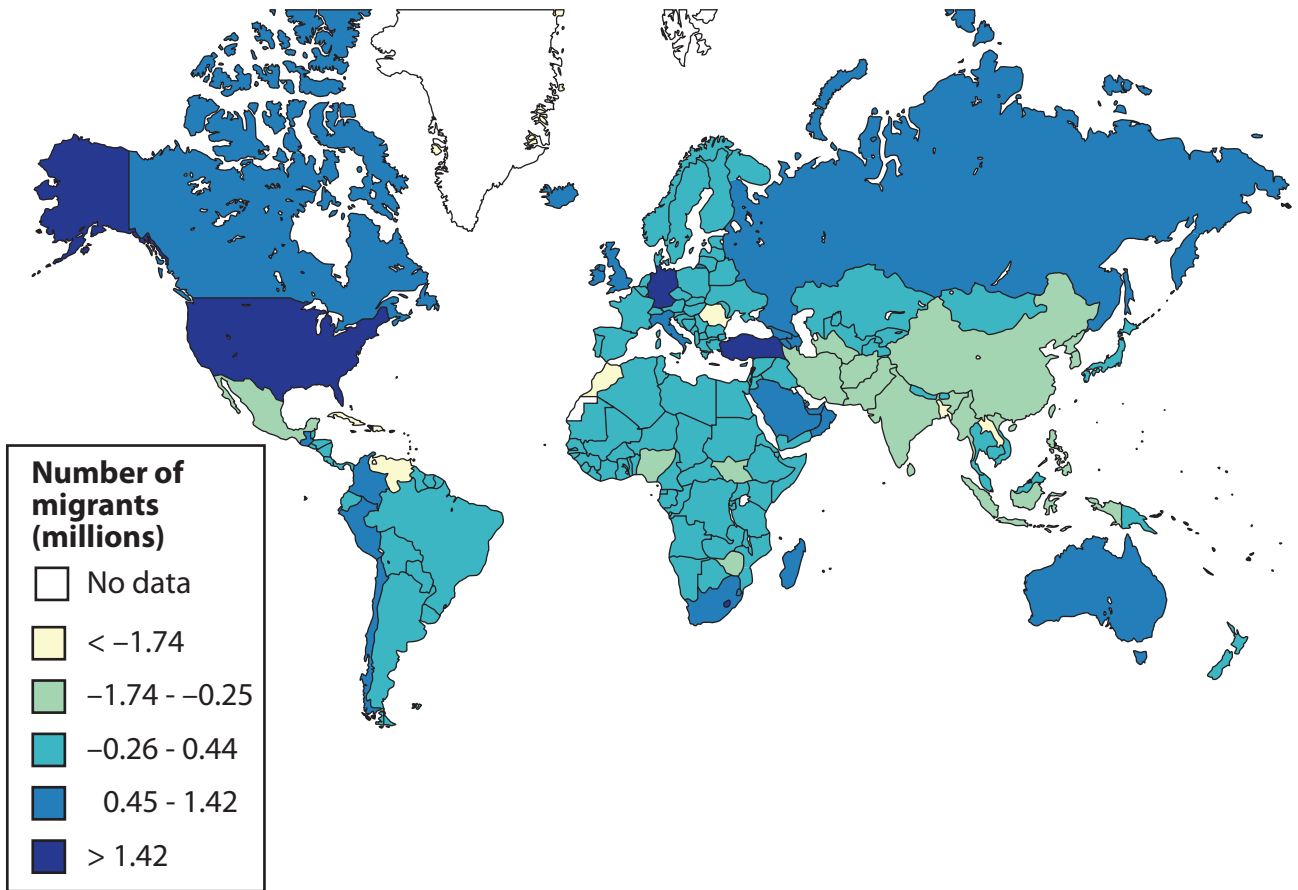 Number of
migrants
(millions)
No data
< –1.74
–1.74 - –0.25
–0.26 - 0.44
0.45 - 1.42
> 1.42